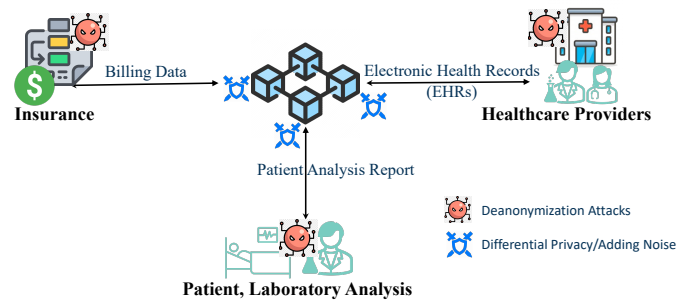 Billing Data
Electronic Health Records
(EHRs)
$
Insurance
Healthcare Providers
Patient Analysis Report
Deanonymization Attacks
Differential Privacy/Adding Noise
Patient, Laboratory Analysis